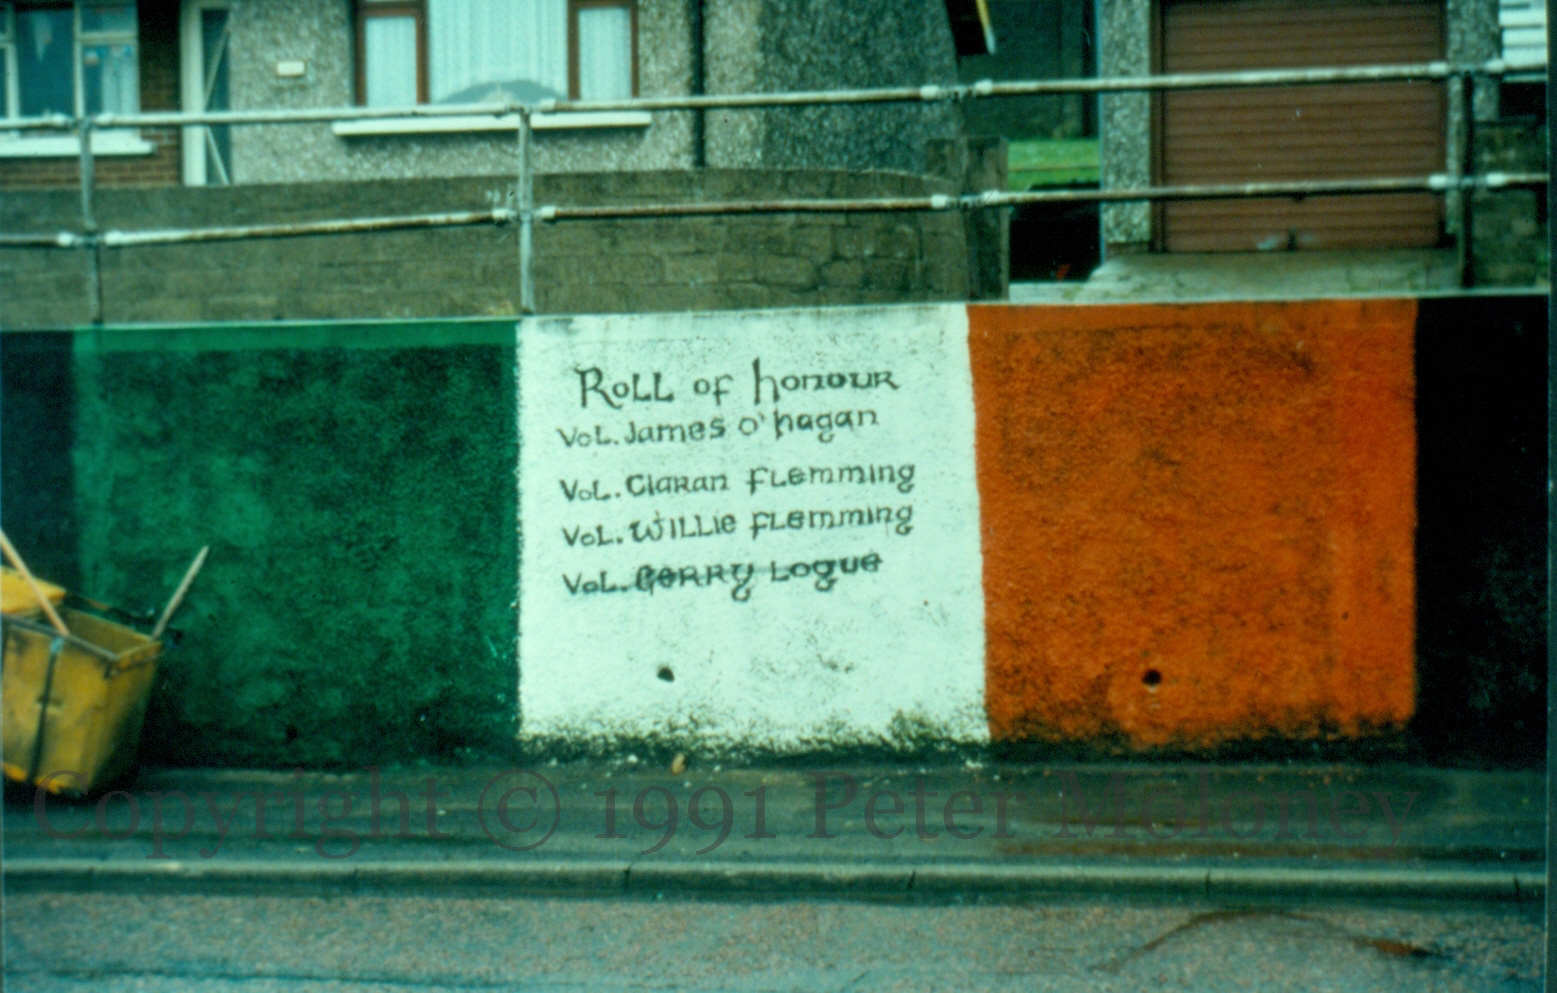 Roll of honour
Vol. James O'hagan
Vol. Ciaran Flemming
Vol. Willie Flemming
Vol. Gerry Logue
Copyright © 1991 Peter Moloney